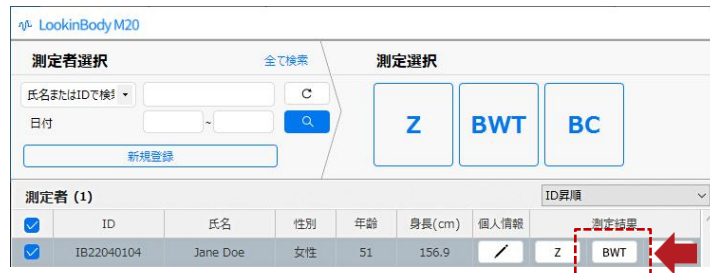 LookinBody M20
測定者選択
全て検索
測定選択
氏名またはIDで検
日付
~
新規登録
Z
BWT
BC
測定者 (1)
ID昇順
ID 氏名 性別 年齢 身長(cm) 個人情報 測定結果
IB22040104 Jane Doe 女性 51 156.9 Z BWT